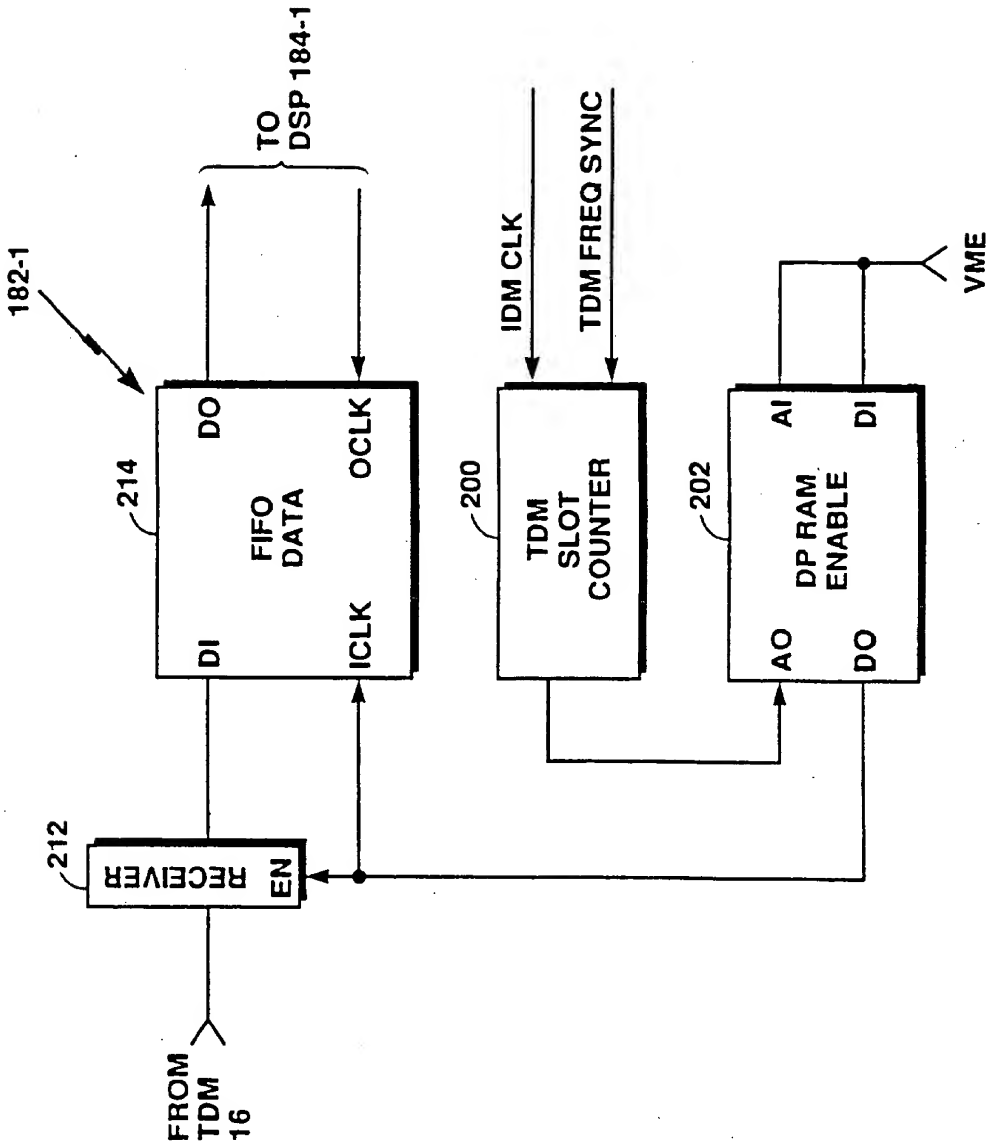 182-1
214
DI
DO
FIFO
DATA
ICLK
OCLK
TO
DSP 184-1
212
RECEIVER
EN
FROM
TDM
16
200
TDM
SLOT
COUNTER
IDM CLK
TDM FREQ SYNC
202
AO
AI
DP RAM
ENABLE
DO
DI
VME